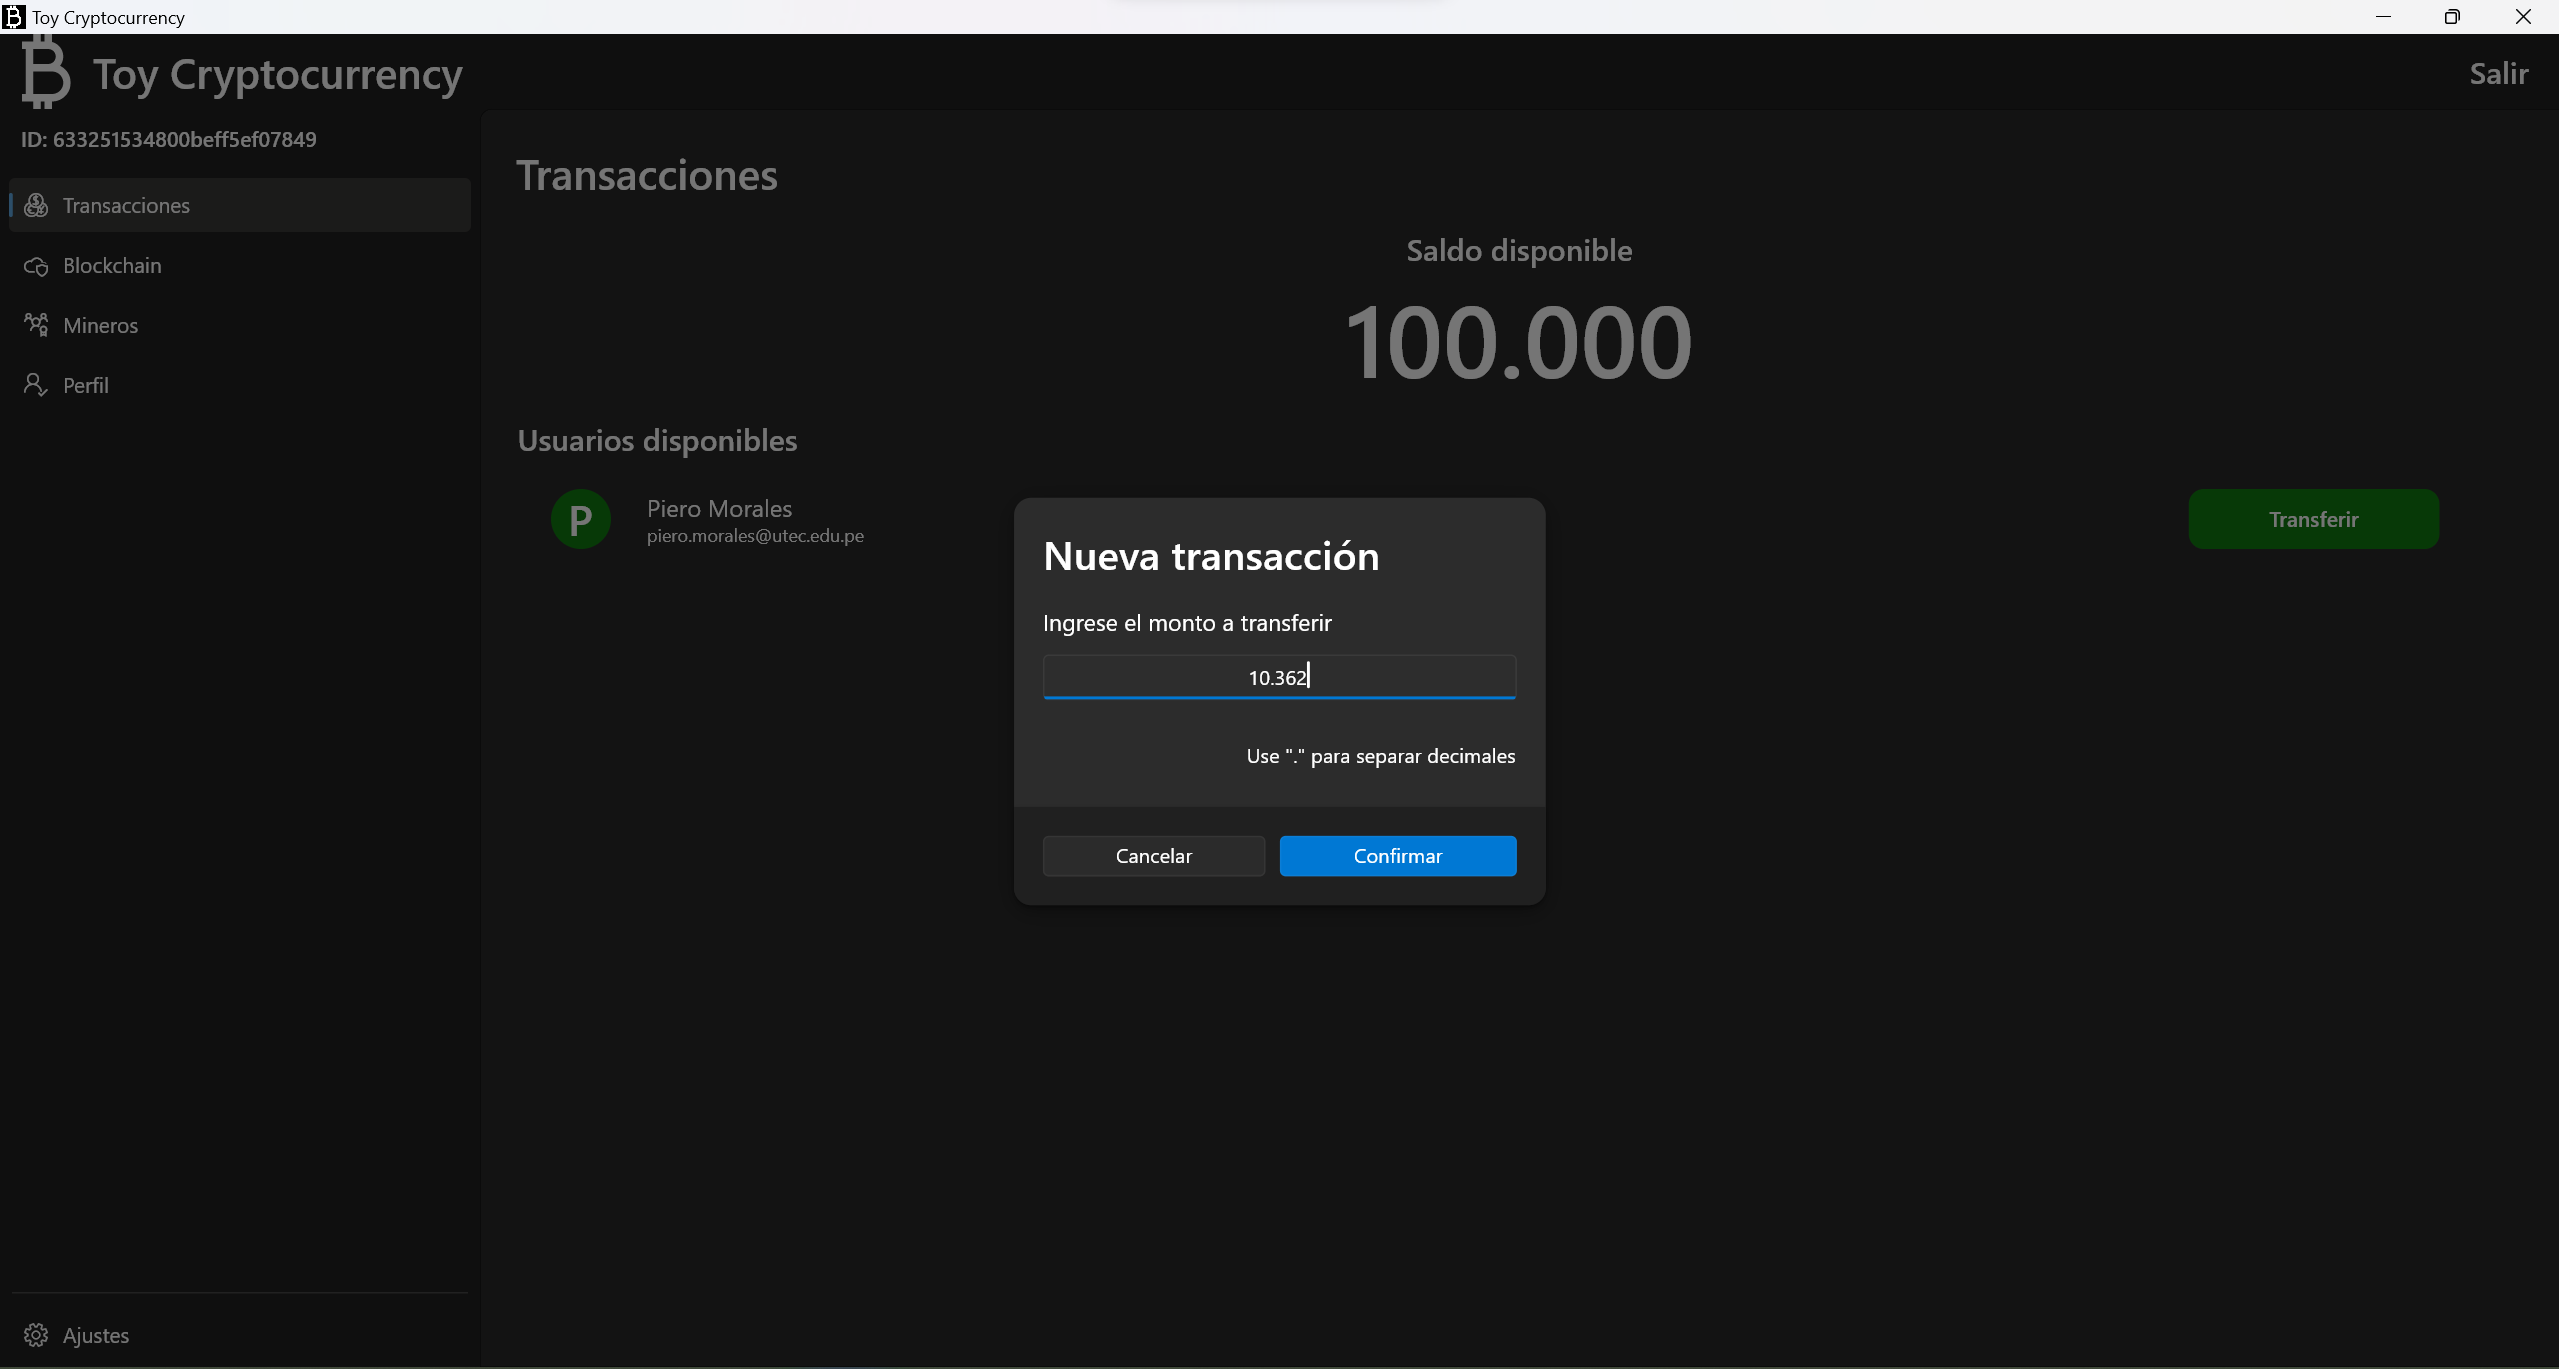 Toy Cryptocurrency
Toy Cryptocurrency
Salir
ID: 633251534800beff5ef07849
Transacciones
Blockchain
Mineros
Perfil
Ajustes
Transacciones
Saldo disponible
100.000
Usuarios disponibles
P
Piero Morales
piero.morales@utec.edu.pe
Transferir
Nueva transacción
Ingrese el monto a transferir
10.362
Use "." para separar decimales
Cancelar
Confirmar